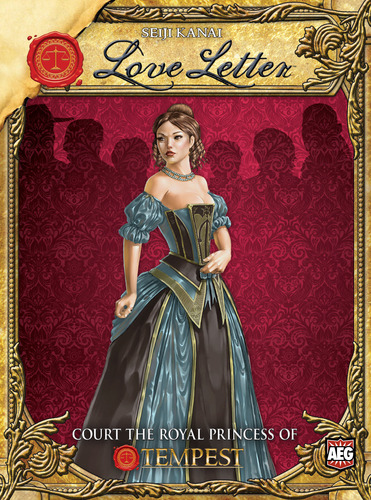 SEIJI KANAI
Love Letter
COURT THE ROYAL PRINCESS OF
TEMPEST
AEG